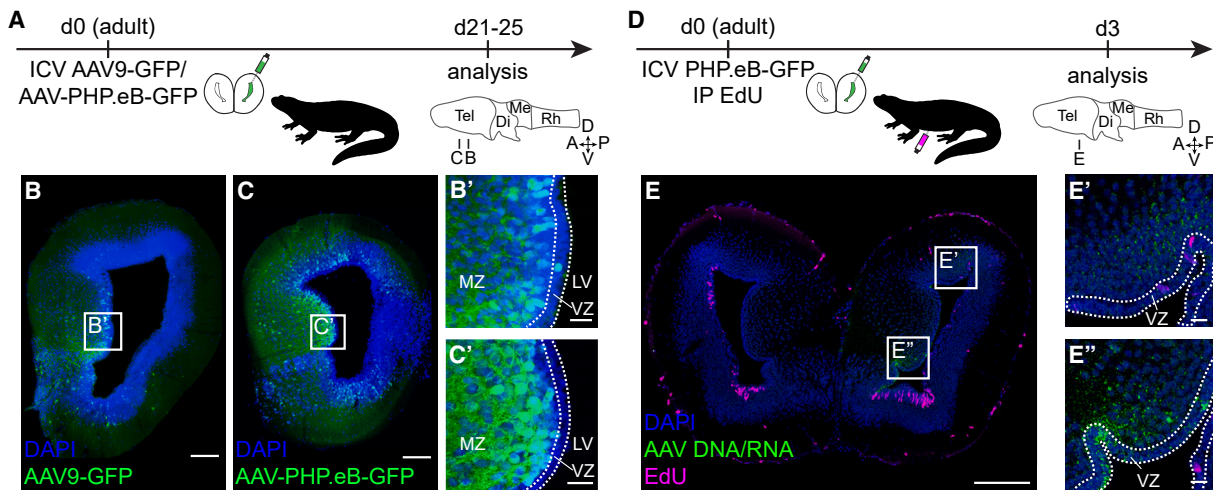 A
d0 (adult)
d21-25
ICV AAV9-GFP/
AAV-PHP.eB-GFP
analysis
Tel
Di
Me
Rh
C B
D
A P
V
D
d0 (adult)
d3
ICV PHP.eB-GFP
IP EdU
analysis
Tel
Di
Me
Rh
E
D
A P
V
B
B'
DAPI
AAV9-GFP
C
C'
DAPI
AAV-PHP.eB-GFP
B'
MZ
LV
VZ
C'
MZ
LV
VZ
E
E'
E"
DAPI
AAV DNA/RNA
EdU
E'
VZ
E"
VZ